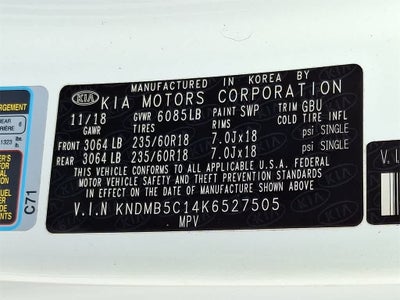 MANUFACTURED IN KOREA BY
KIA KIA MOTORS CORPORATION
11/18 GVWR 6085LB PAINT SWP TRIM GBU
GAWR TIRES RIMS COLD TIRE INFL
FRONT 3064 LB 235/60R18 7.0Jx18 psi SINGLE
REAR 3064 LB 235/60R18 7.0Jx18 psi SINGLE
THIS VEHICLE CONFORMS TO ALL APPLICABLE U.S.A. FEDERAL
MOTOR VEHICLE SAFETY AND THEFT PREVENTION STANDARDS
IN EFFECT ON THE DATE OF MANUFACTURE SHOWN ABOVE.
V.I.N KNDMB5C14K6527505
MPV
C71
V.I.